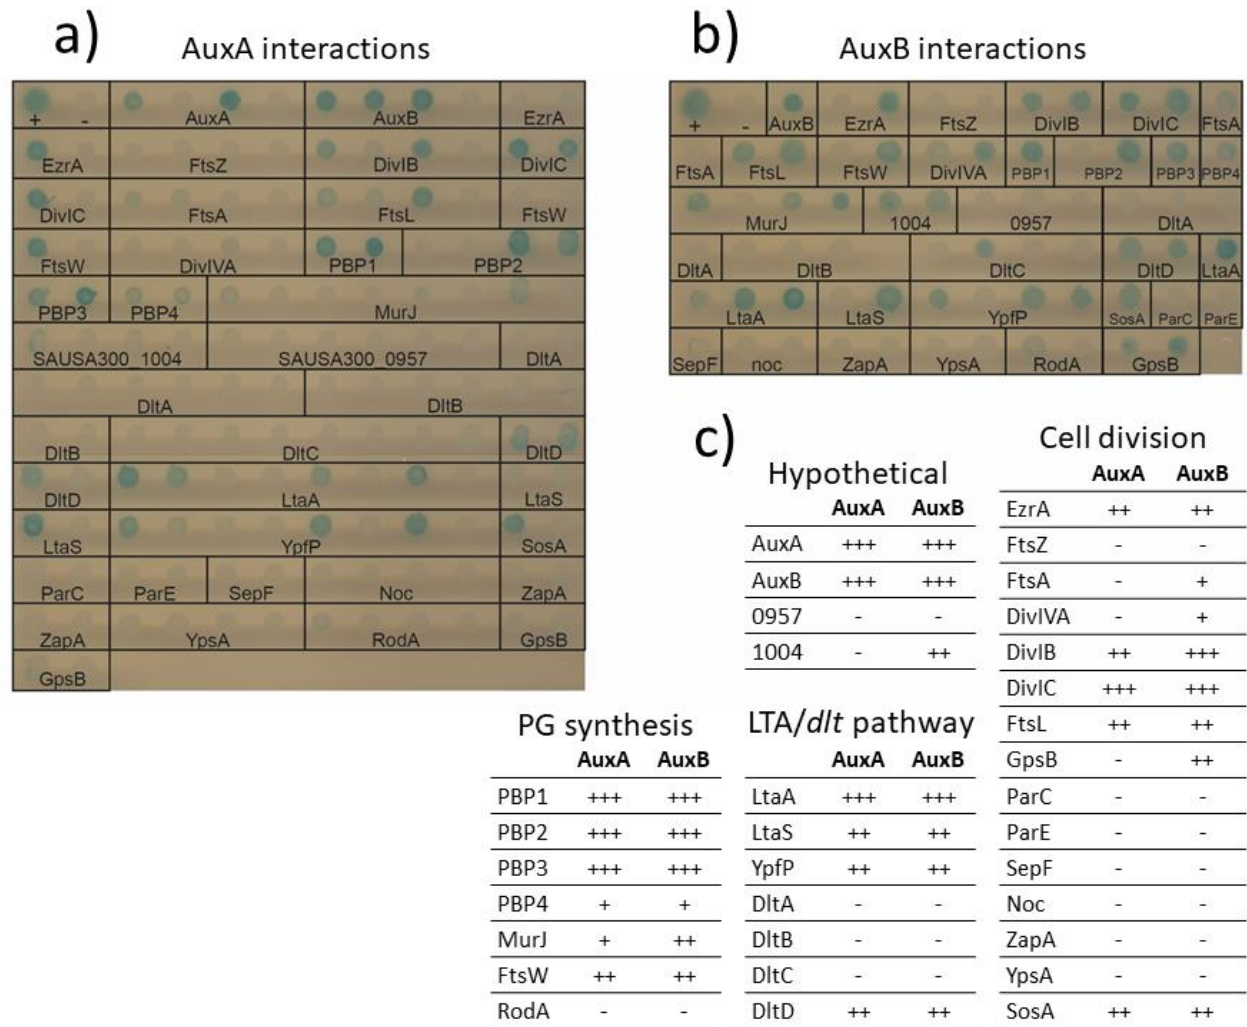 a)
AuxA interactions
+ - AuxA AuxB EzrA
EzrA FtsZ DivIB DivIC
DivIC FtsA FtsL FtsW
FtsW DivIVA PBP1 PBP2
PBP3 PBP4 MurJ
SAUSA300_1004 SAUSA300_0957 DltA
DltA DltB
DltB DltC DltD
DltD LtaA LtaS
LtaS YpfP SosA
ParC ParE SepF Noc ZapA
ZapA YpsA RodA GpsB
GpsB
b)
AuxB interactions
+ - AuxB EzrA FtsZ DivIB DivIC FtsA
FtsA FtsL FtsW DivIVA PBP1 PBP2 PBP3 PBP4
MurJ 1004 0957 DltA
DltA DltB DltC DltD LtaA
LtaA LtaS YpfP SosA ParC ParE
SepF noc ZapA YpsA RodA GpsB
c)
Hypothetical
AuxA AuxB
AuxA +++ +++
AuxB +++ +++
0957 - -
1004 - ++
Cell division
AuxA AuxB
EzrA ++ ++
FtsZ - -
FtsA - +
DivIVA - +
DivIB ++ +++
DivIC +++ +++
FtsL ++ ++
GpsB - ++
ParC - -
ParE - -
SepF - -
Noc - -
ZapA - -
YpsA - -
SosA ++ ++
PG synthesis
AuxA AuxB
PBP1 +++ +++
PBP2 +++ +++
PBP3 +++ +++
PBP4 + +
MurJ + ++
FtsW ++ ++
RodA - -
LTA/dlt pathway
AuxA AuxB
LtaA +++ +++
LtaS ++ ++
YpfP ++ ++
DltA - -
DltB - -
DltC - -
DltD ++ ++